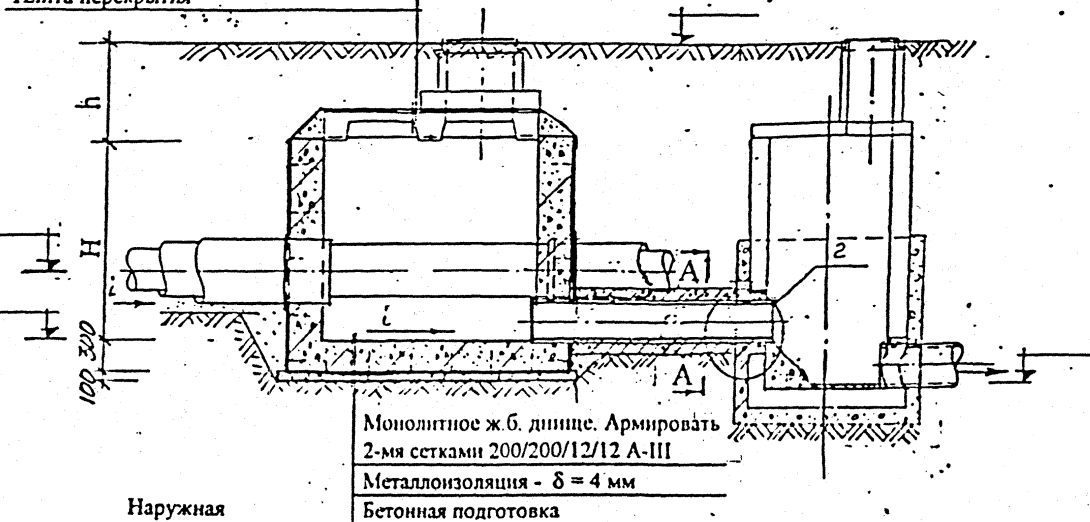 Плита перекрытия
h
H
i
300
100
i
A
2
A
Монолитное ж.б. днище. Армировать
2-мя сетками 200/200/12/12 А-III
Металлоизоляция - δ = 4 мм
Наружная
Бетонная подготовка